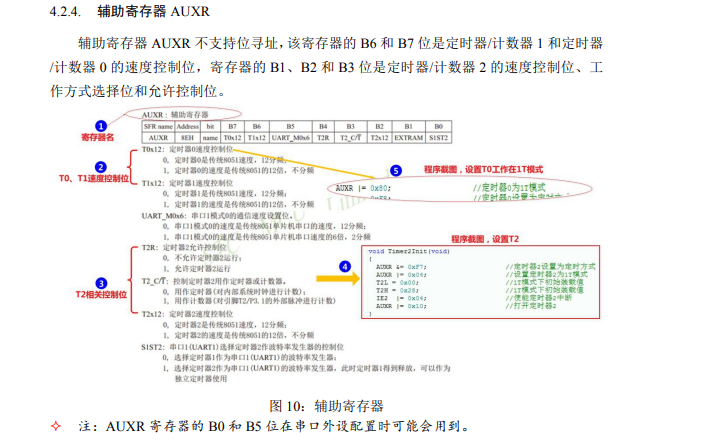 4.2.4. 辅助寄存器 AUXR
辅助寄存器 AUXR 不支持位寻址，该寄存器的 B6 和 B7 位是定时器/计数器 1 和定时器
/计数器 0 的速度控制位，寄存器的 B1、B2 和 B3 位是定时器/计数器 2 的速度控制位、工
作方式选择位和允许控制位。
AUXR：辅助寄存器
1
寄存器名
SFR name Address bit B7 B6 B5 B4 B3 B2 B1 B0
AUXR 8EH name T0x12 T1x12 UART_M0x6 T2R T2_C/T T2x12 EXTRAM S1ST2
T0x12：定时器0速度控制位
0，定时器0是传统8051速度，12分频；
1，定时器0的速度是传统8051的12倍，不分频
2
T0、T1速度控制位
T1x12：定时器1速度控制位
0，定时器1是传统8051速度，12分频；
1，定时器1的速度是传统8051的12倍，不分频
5
程序截图，设置T0工作在1T模式
AUXR |= 0x80; //定时器0为1T模式
UART_M0x6：串口1模式0的通信速度设置位。
0，串口1模式0的速度是传统8051单片机串口的速度，12分频；
1，串口1模式0的速度是传统8051单片机串口速度的6倍，2分频
T2R：定时器2允许控制位
0，不允许定时器2运行；
1，允许定时器2运行
3
T2相关控制位
T2_C/T：控制定时器2用作定时器或计数器。
0，用作定时器(对内部系统时钟进行计数)；
1，用作计数器(对引脚T2/P3.1的外部脉冲进行计数)
T2x12：定时器2速度控制位
0，定时器2是传统8051速度，12分频；
1，定时器2的速度是传统8051的12倍，不分频
4
程序截图，设置T2
void Timer2Init(void)
{
AUXR &= 0xF7; //定时器2设置为定时方式
AUXR |= 0x04; //设置定时器2为1T模式
T2L = 0x00; //1T模式下初始装数值
T2H = 0x28; //1T模式下初始装数值
IE2 |= 0x04; //使能定时器2中断
AUXR |= 0x10; //打开定时器2
}
S1ST2：串口1(UART1)选择定时器2作波特率发生器的控制位
0，选择定时器1作为串口1(UART1)的波特率发生器；
1，选择定时器2作为串口1(UART1)的波特率发生器，此时定时器1得到释放，可以作为
独立定时器使用
图 10：辅助寄存器
✧ 注：AUXR 寄存器的 B0 和 B5 位在串口外设配置时可能会用到。